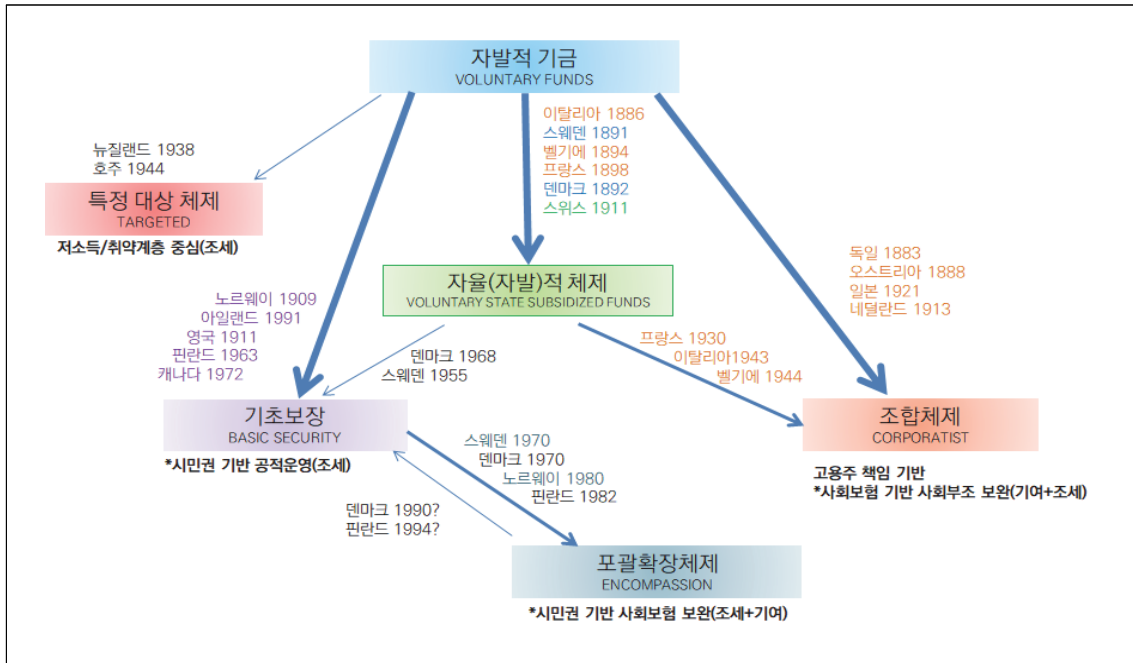 자발적 기금
VOLUNTARY FUNDS
이탈리아 1886
스웨덴 1891
벨기에 1894
프랑스 1898
덴마크 1892
스위스 1911
뉴질랜드 1938
호주 1944
특정 대상 체제
TARGETED
저소득/취약계층 중심(조세)
독일 1883
오스트리아 1888
일본 1921
네덜란드 1913
자율(자발)적 체제
VOLUNTARY STATE SUBSIDIZED FUNDS
노르웨이 1909
아일랜드 1991
영국 1911
핀란드 1963
캐나다 1972
덴마크 1968
스웨덴 1955
프랑스 1930
이탈리아1943
벨기에 1944
기초보장
BASIC SECURITY
*시민권 기반 공적운영(조세)
조합체제
CORPORATIST
고용주 책임 기반
*사회보험 기반 사회부조 보완(기여+조세)
스웨덴 1970
덴마크 1970
노르웨이 1980
핀란드 1982
덴마크 1990?
핀란드 1994?
포괄확장체제
ENCOMPASSION
*시민권 기반 사회보험 보완(조세+기여)